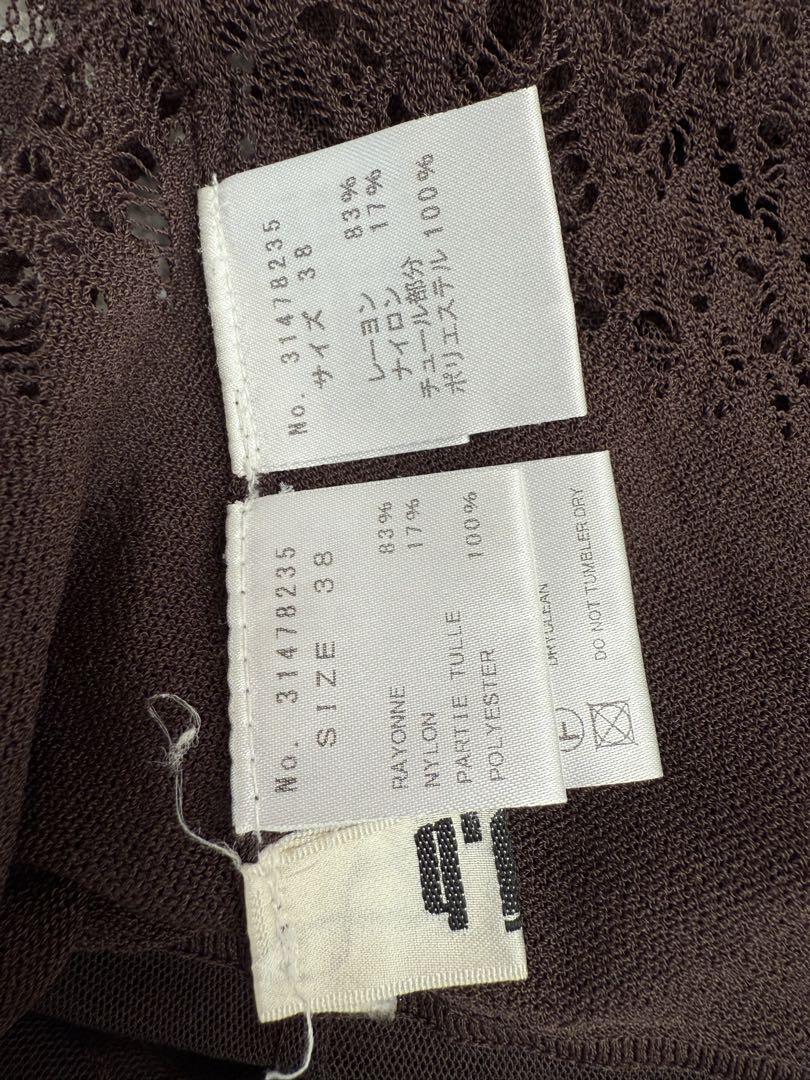 No. 31478235
サイズ 38
レーヨン 83%
ナイロン 17%
チュール部分
ポリエステル 100%
No. 31478235
SIZE 38
RAYONNE 83%
NYLON 17%
PARTIE TULLE
POLYESTER 100%
DRYCLEAN
DO NOT TUMBLER DRY